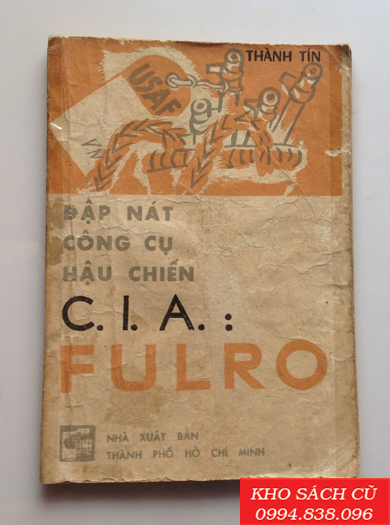 THÀNH TÍN
USAF
VN
ĐẬP NÁT
CÔNG CỤ
HẬU CHIẾN
C. I. A. :
FULRO
NHÀ XUẤT BẢN
THÀNH PHỐ HỒ CHÍ MINH
KHO SÁCH CŨ
0994.838.096